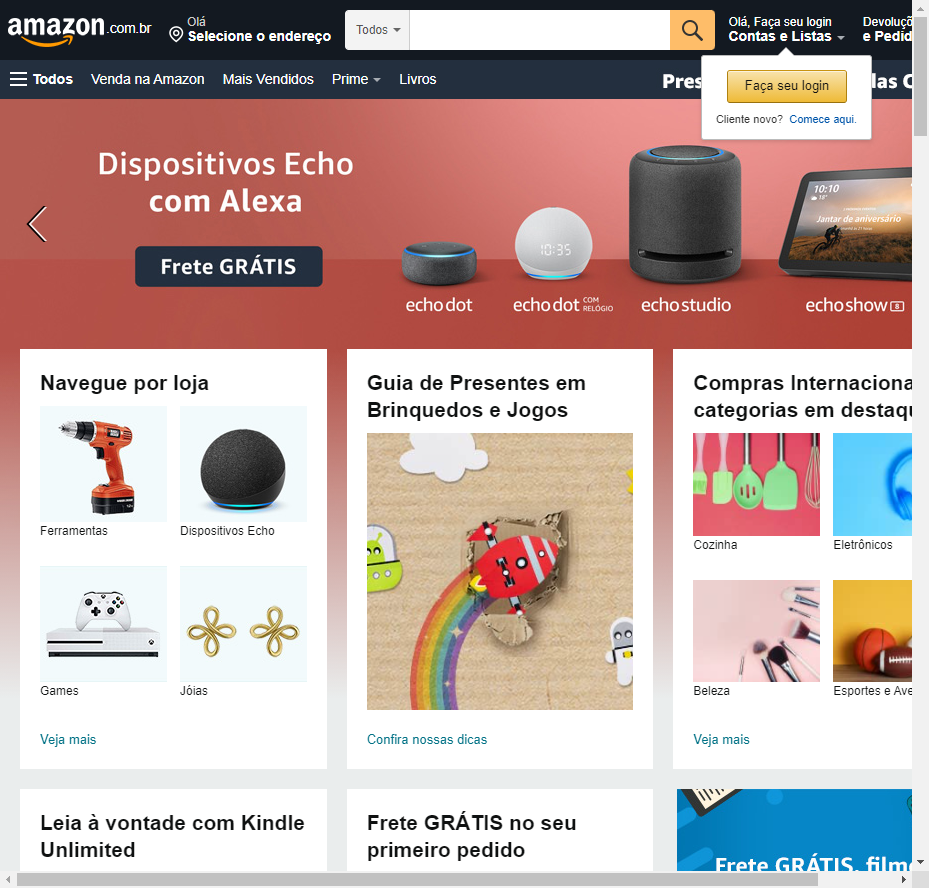 amazon.com.br
Olá
Selecione o endereço
Todos
Olá, Faça seu login
Contas e Listas
Devoluçõ
e Pedid
Todos
Venda na Amazon
Mais Vendidos
Prime
Livros
Pres
las C
Faça seu login
Cliente novo? Comece aqui.
Dispositivos Echo
com Alexa
Frete GRÁTIS
10:10
18°
Jantar de aniversário
10:35
echo dot
echo dot COM RELÓGIO
echo studio
echo show 8
Navegue por loja
Ferramentas
Dispositivos Echo
Games
Jóias
Veja mais
Guia de Presentes em
Brinquedos e Jogos
Confira nossas dicas
Compras Internaciona
categorias em destaqu
Cozinha
Eletrônicos
Beleza
Esportes e Ave
Veja mais
Leia à vontade com Kindle
Unlimited
Frete GRÁTIS no seu
primeiro pedido
Frete GRÁTIS, film